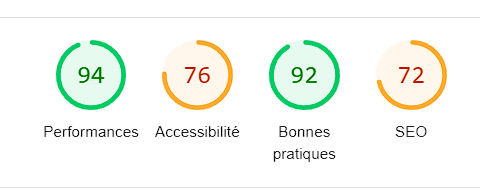 94 76 92 72
Performances Accessibilité Bonnes pratiques SEO